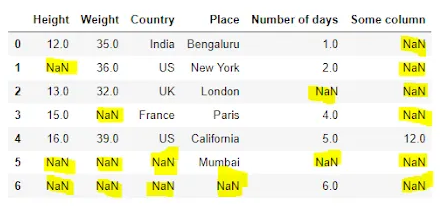 Height Weight Country Place Number of days Some column
0 12.0 35.0 India Bengaluru 1.0 NaN
1 NaN 36.0 US New York 2.0 NaN
2 13.0 32.0 UK London NaN NaN
3 15.0 NaN France Paris 4.0 NaN
4 16.0 39.0 US California 5.0 12.0
5 NaN NaN NaN Mumbai NaN NaN
6 NaN NaN NaN NaN 6.0 NaN